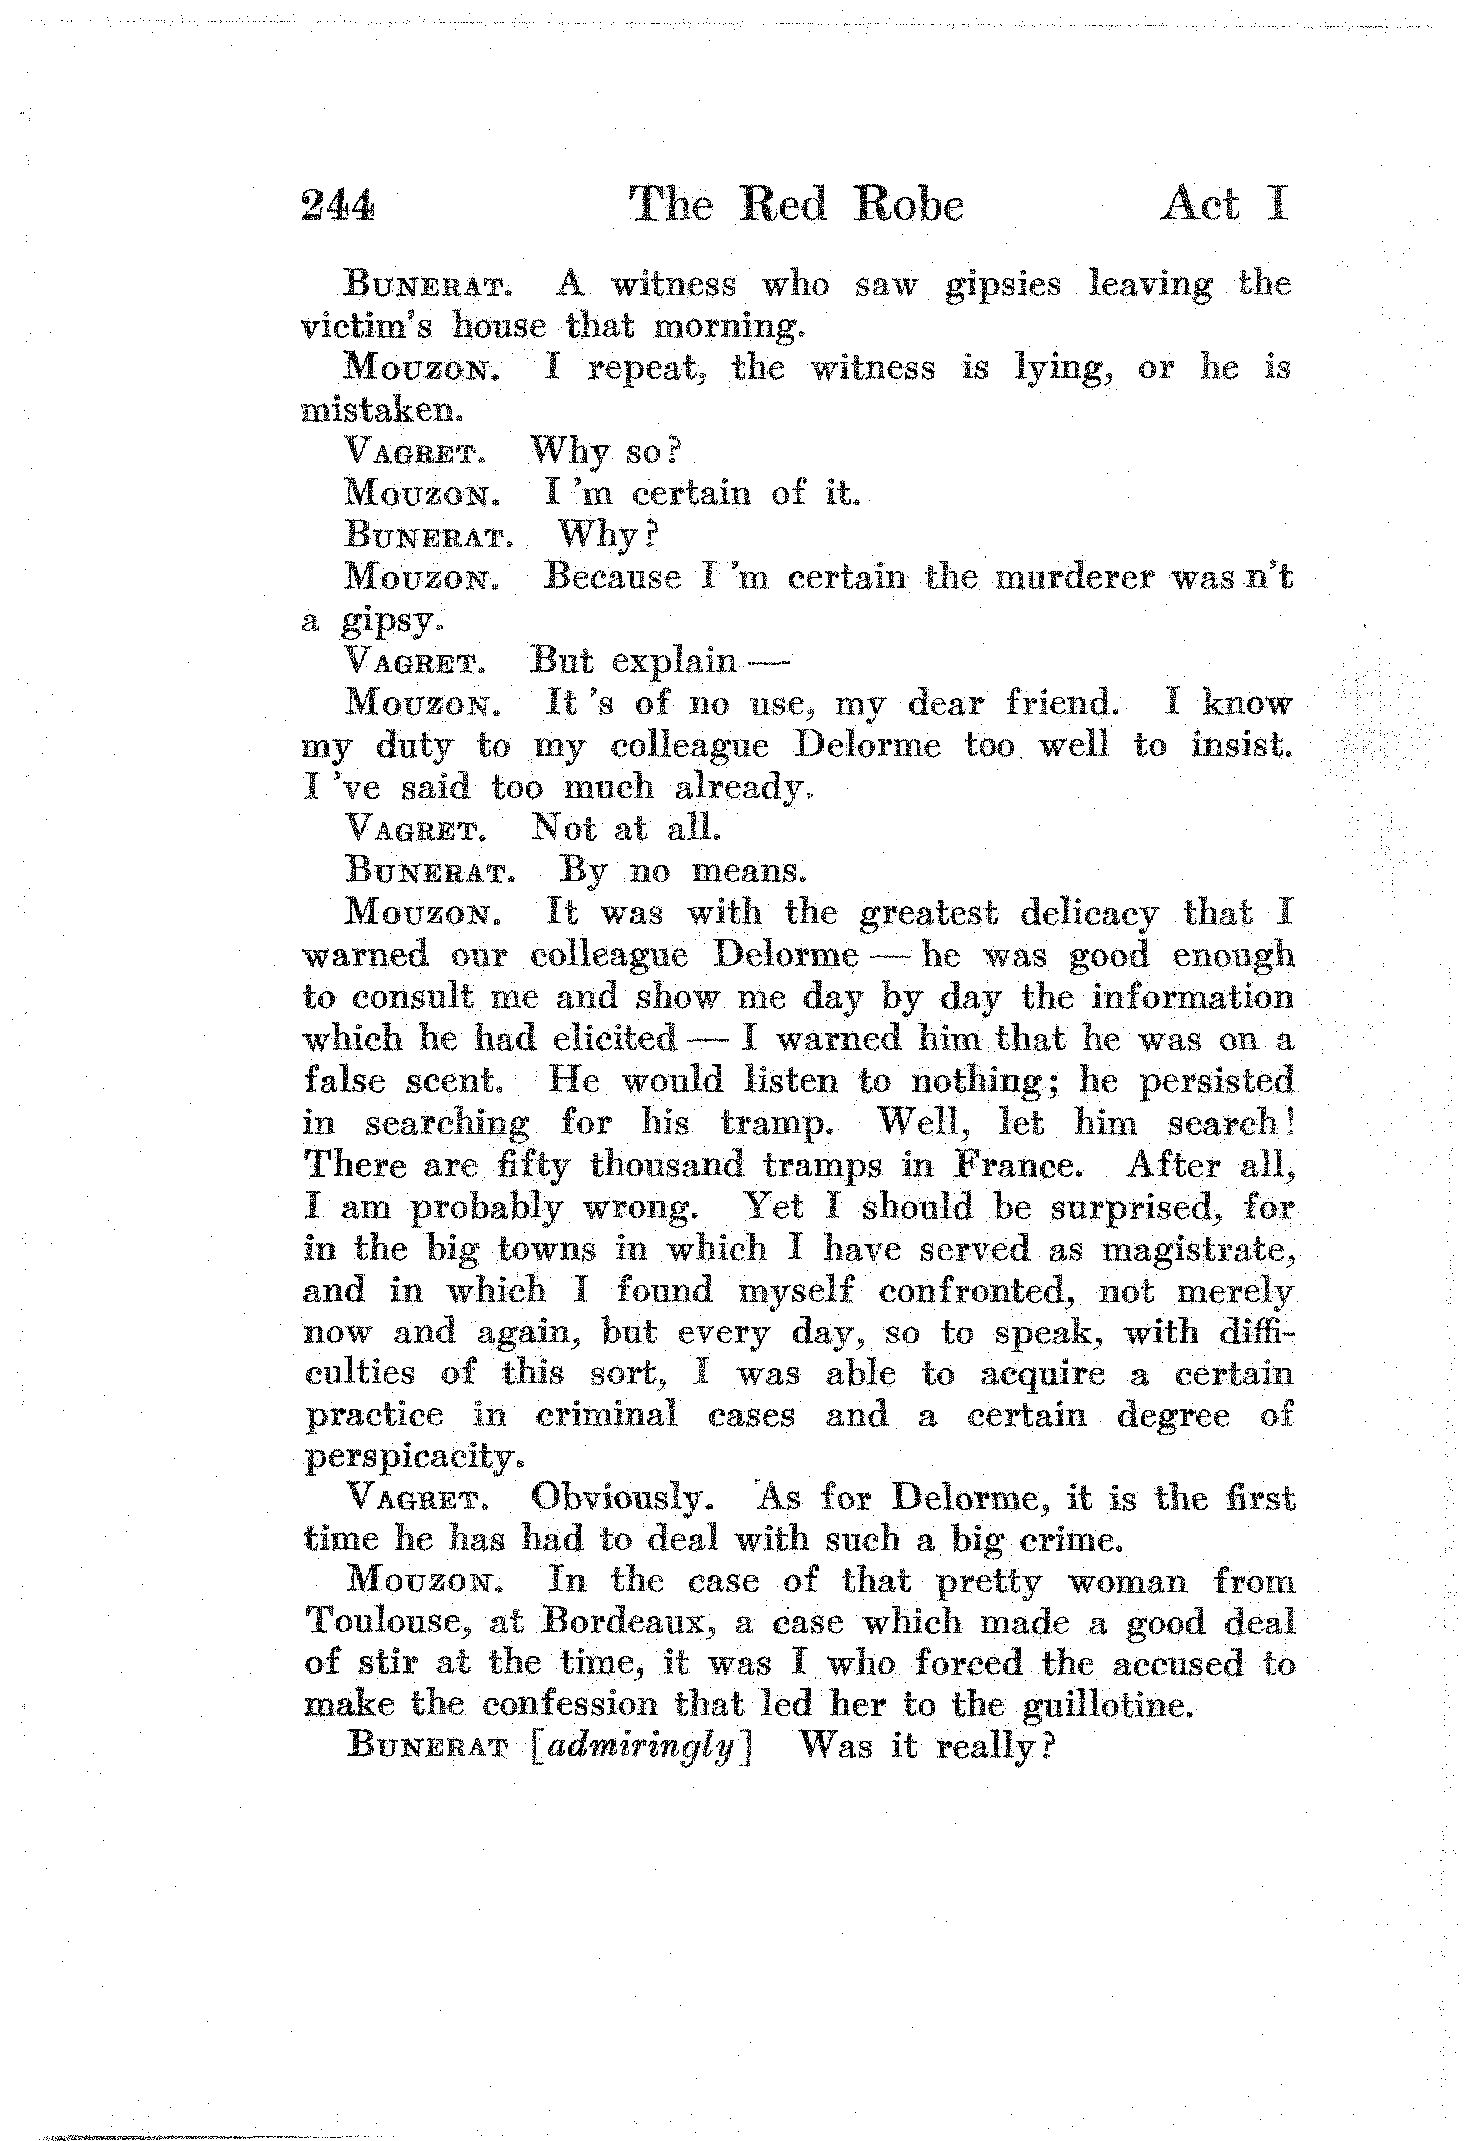 244 The Red Robe Act I
BUNERAT. A witness who saw gipsies leaving the
victim's house that morning.
MOUZON. I repeat, the witness is lying, or he is
mistaken.
VAGRET. Why so?
MOUZON. I 'm certain of it.
BUNERAT. Why?
MOUZON. Because I 'm certain the murderer was n't
a gipsy.
VAGRET. But explain —
MOUZON. It 's of no use, my dear friend. I know
my duty to my colleague Delorme too well to insist.
I 've said too much already.
VAGRET. Not at all.
BUNERAT. By no means.
MOUZON. It was with the greatest delicacy that I
warned our colleague Delorme — he was good enough
to consult me and show me day by day the information
which he had elicited — I warned him that he was on a
false scent. He would listen to nothing; he persisted
in searching for his tramp. Well, let him search!
There are fifty thousand tramps in France. After all,
I am probably wrong. Yet I should be surprised, for
in the big towns in which I have served as magistrate,
and in which I found myself confronted, not merely
now and again, but every day, so to speak, with diffi-
culties of this sort, I was able to acquire a certain
practice in criminal cases and a certain degree of
perspicacity.
VAGRET. Obviously. As for Delorme, it is the first
time he has had to deal with such a big crime.
MOUZON. In the case of that pretty woman from
Toulouse, at Bordeaux, a case which made a good deal
of stir at the time, it was I who forced the accused to
make the confession that led her to the guillotine.
BUNERAT [admiringly] Was it really?